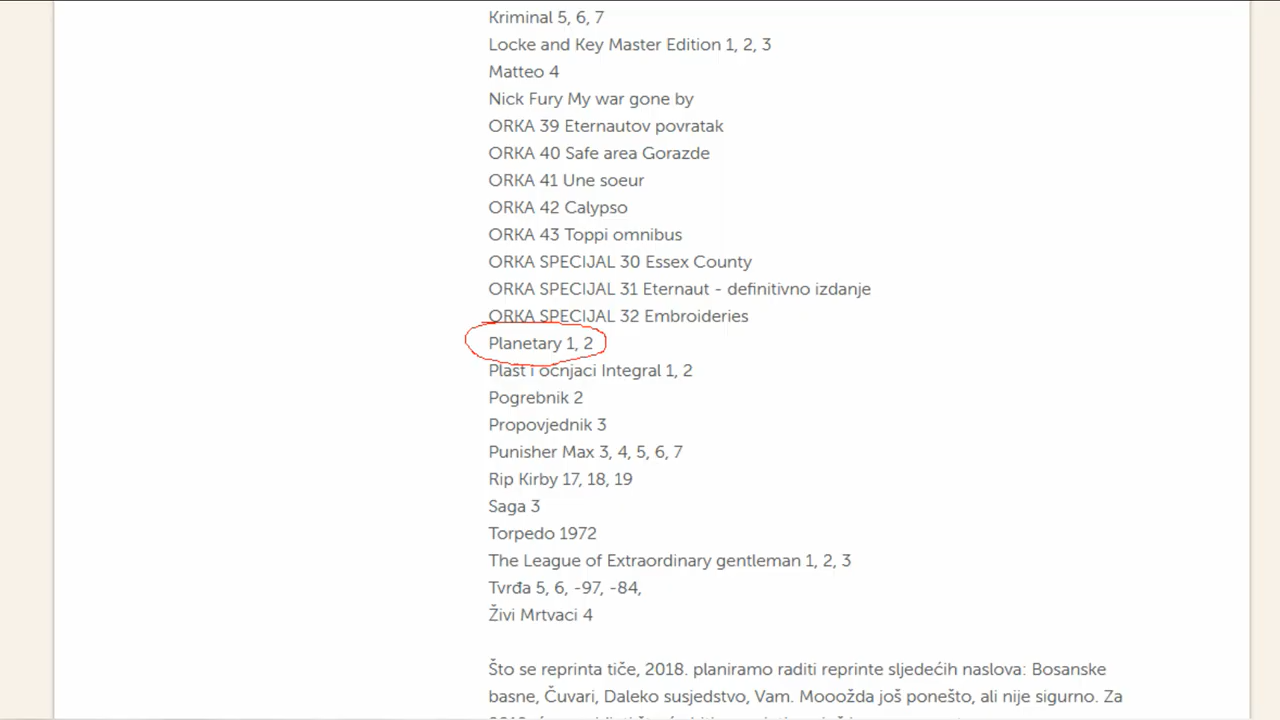 Kriminal 5, 6, 7
Locke and Key Master Edition 1, 2, 3
Matteo 4
Nick Fury My war gone by
ORKA 39 Eternautov povratak
ORKA 40 Safe area Gorazde
ORKA 41 Une soeur
ORKA 42 Calypso
ORKA 43 Toppi omnibus
ORKA SPECIJAL 30 Essex County
ORKA SPECIJAL 31 Eternaut - definitivno izdanje
ORKA SPECIJAL 32 Embroideries
Planetary 1, 2
Plast i ocnjaci Integral 1, 2
Pogrebnik 2
Propovjednik 3
Punisher Max 3, 4, 5, 6, 7
Rip Kirby 17, 18, 19
Saga 3
Torpedo 1972
The League of Extraordinary gentleman 1, 2, 3
Tvrđa 5, 6, -97, -84,
Živi Mrtvaci 4
Što se reprinta tiče, 2018. planiramo raditi reprinte sljedećih naslova: Bosanske
basne, Čuvari, Daleko susjedstvo, Vam. Mooožda još ponešto, ali nije sigurno. Za